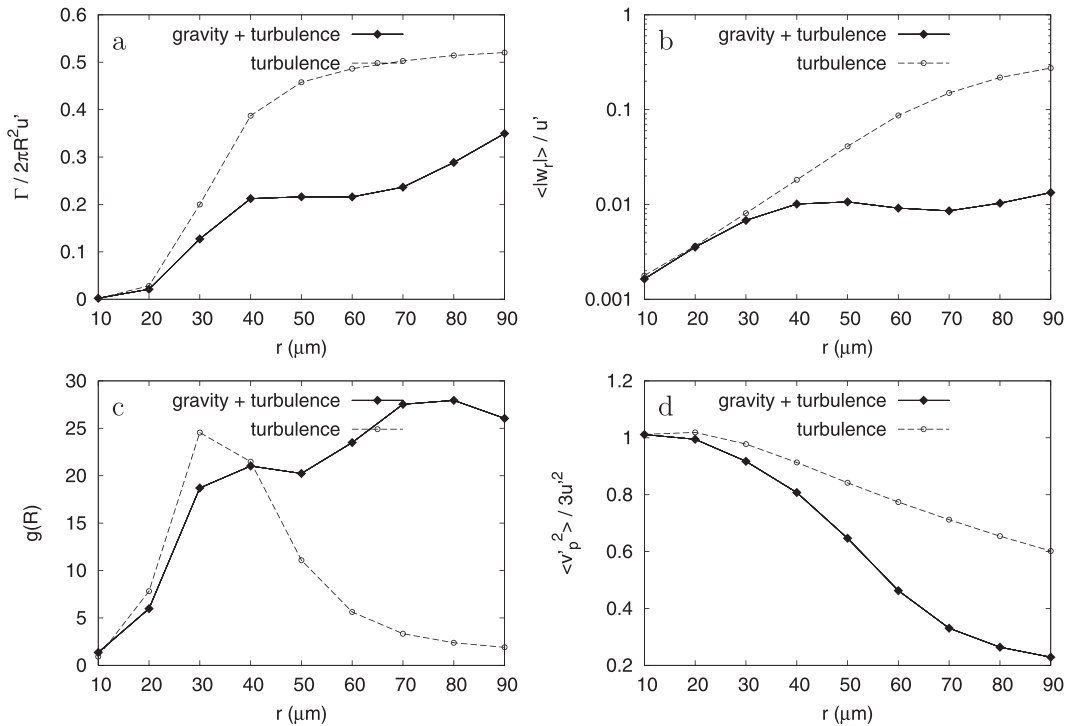 a
gravity + turbulence
turbulence
Γ / 2πR²u'
0.6
0.5
0.4
0.3
0.2
0.1
0
10 20 30 40 50 60 70 80 90
r (μm)
b
gravity + turbulence
turbulence
<|wᵣ|> / u'
1
0.1
0.01
0.001
10 20 30 40 50 60 70 80 90
r (μm)
c
gravity + turbulence
turbulence
g(R)
30
25
20
15
10
5
0
10 20 30 40 50 60 70 80 90
r (μm)
d
gravity + turbulence
turbulence
<v'ₚ²> / 3u'²
1.2
1
0.8
0.6
0.4
0.2
10 20 30 40 50 60 70 80 90
r (μm)